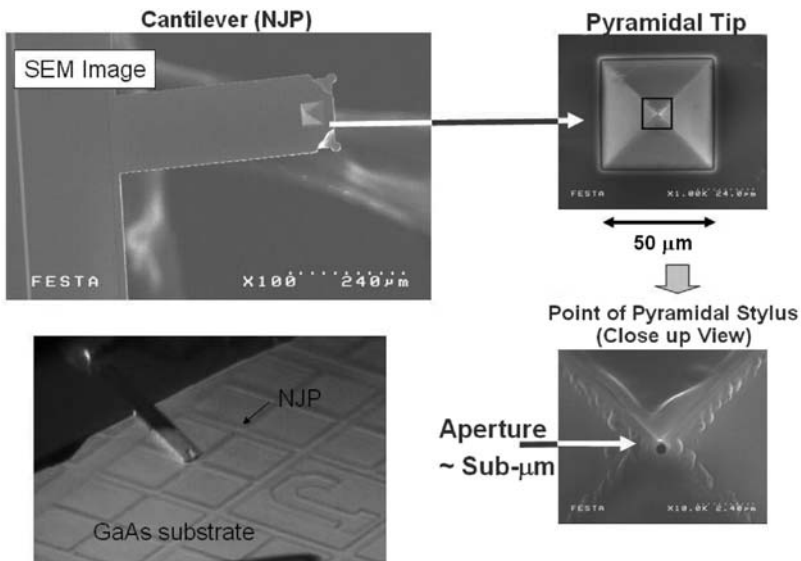 Cantilever (NJP)
SEM Image
FESTA X100 240μm
Pyramidal Tip
FESTA X1.00K 24.0μm
50 μm
Point of Pyramidal Stylus
(Close up View)
Aperture
~ Sub-μm
FESTA X10.0K 2.40μm
NJP
GaAs substrate